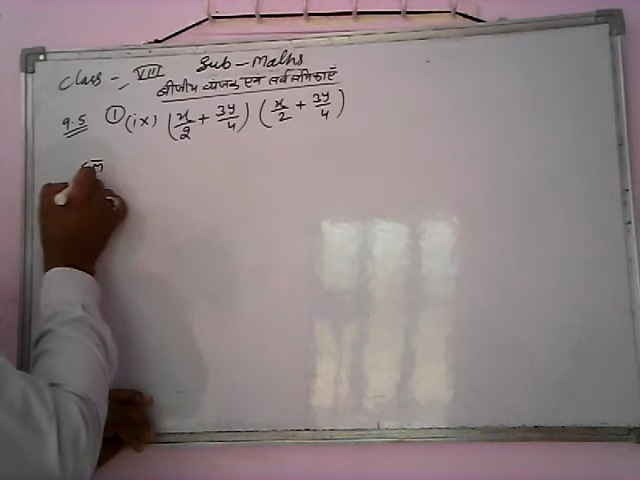 Class - VIII Sub - Maths
बीजीय व्यंजक एवं सर्वसमिकाएँ
9.5 ① (ix) (x/2 + 3y/4) (x/2 + 3y/4)